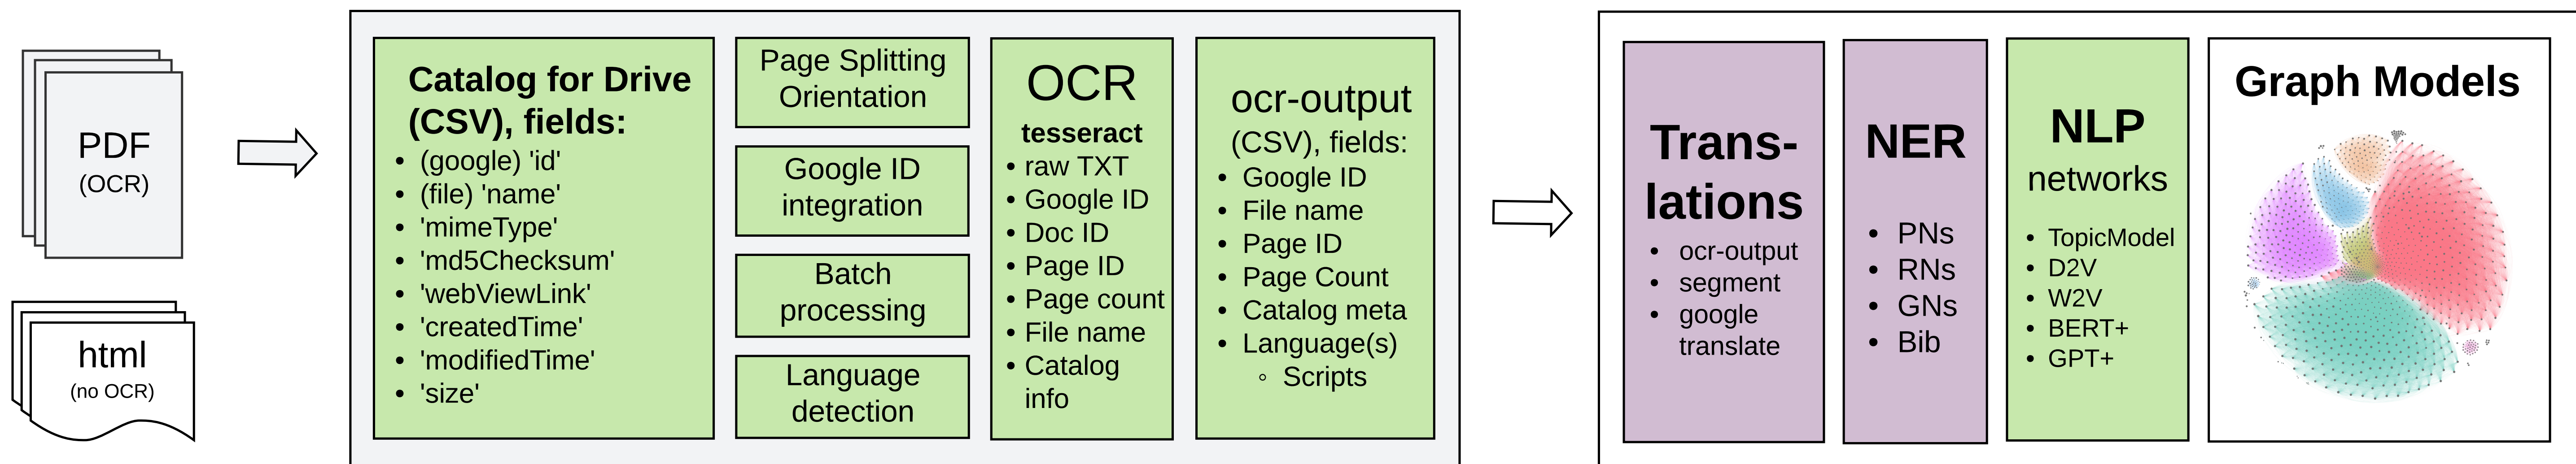 PDF
(OCR)
html
(no OCR)
Catalog for Drive
(CSV), fields:
• (google) 'id'
• (file) 'name'
• 'mimeType'
• 'md5Checksum'
• 'webViewLink'
• 'createdTime'
• 'modifiedTime'
• 'size'
Page Splitting
Orientation
Google ID
integration
Batch
processing
Language
detection
OCR
tesseract
• raw TXT
• Google ID
• Doc ID
• Page ID
• Page count
• File name
• Catalog
info
ocr-output
(CSV), fields:
• Google ID
• File name
• Page ID
• Page Count
• Catalog meta
• Language(s)
◦ Scripts
Trans-
lations
• ocr-output
• segment
• google
translate
NER
• PNs
• RNs
• GNs
• Bib
NLP
networks
• TopicModel
• D2V
• W2V
• BERT+
• GPT+
Graph Models